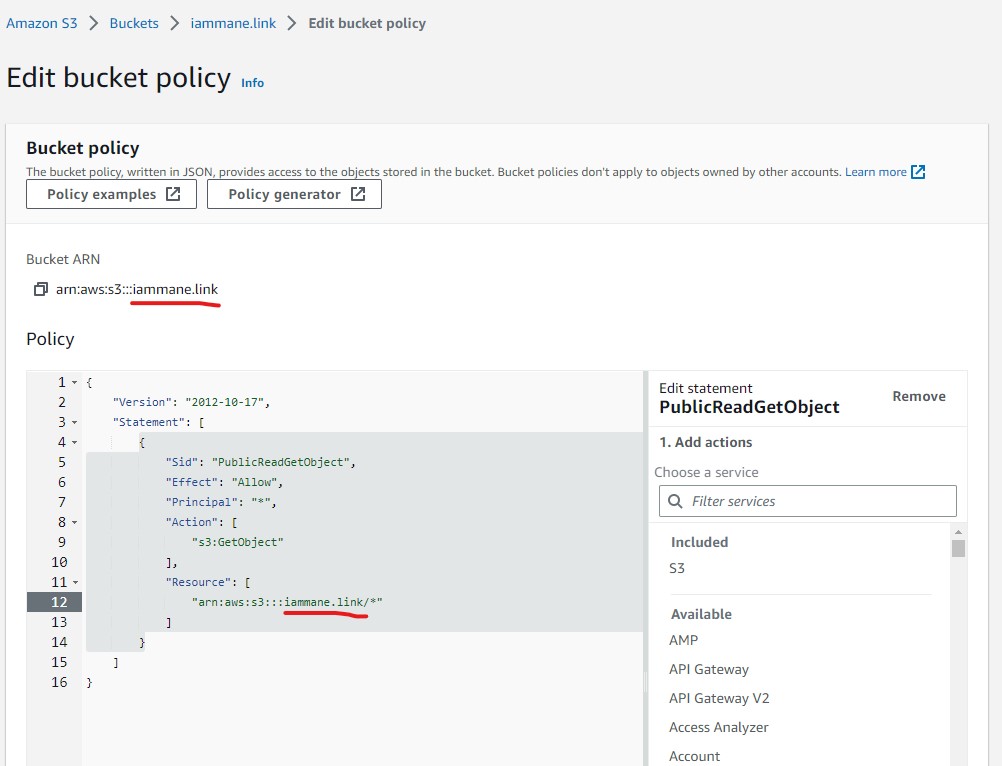 Amazon S3 > Buckets > iammane.link > Edit bucket policy
Edit bucket policy Info
Bucket policy
The bucket policy, written in JSON, provides access to the objects stored in the bucket. Bucket policies don't apply to objects owned by other accounts. Learn more
Policy examples Policy generator
Bucket ARN
arn:aws:s3:::iammane.link
Policy
1 {
2 "Version": "2012-10-17",
3 "Statement": [
4 {
5 "Sid": "PublicReadGetObject",
6 "Effect": "Allow",
7 "Principal": "*",
8 "Action": [
9 "s3:GetObject"
10 ],
11 "Resource": [
12 "arn:aws:s3:::iammane.link/*"
13 ]
14 }
15 ]
16 }
Edit statement
PublicReadGetObject
Remove
1. Add actions
Choose a service
Filter services
Included
S3
Available
AMP
API Gateway
API Gateway V2
Access Analyzer
Account